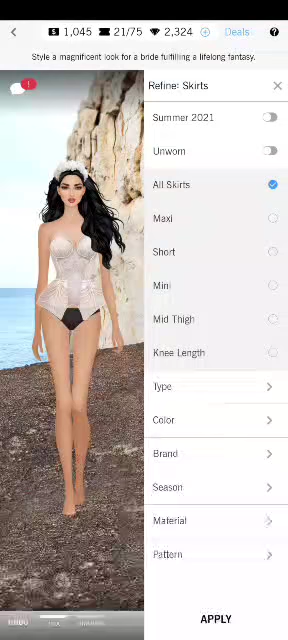 1,045 21/75 2,324 Deals
Style a magnificent look for a bride fulfilling a lifelong fantasy.
Refine: Skirts
Summer 2021
Unworn
All Skirts
Maxi
Short
Mini
Mid Thigh
Knee Length
Type
Color
Brand
Season
Material
Pattern
APPLY